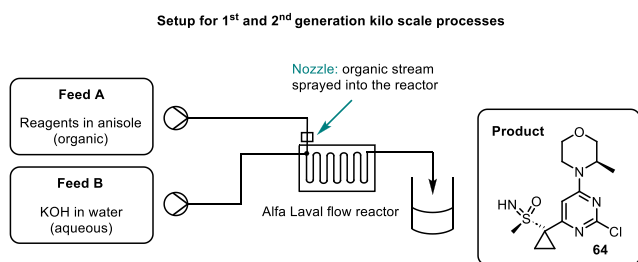 Setup for 1st and 2nd generation kilo scale processes
Nozzle: organic stream
sprayed into the reactor
Feed A
Reagents in anisole
(organic)
Feed B
KOH in water
(aqueous)
Alfa Laval flow reactor
Product
O
N
N
HN
O
S
N
Cl
64